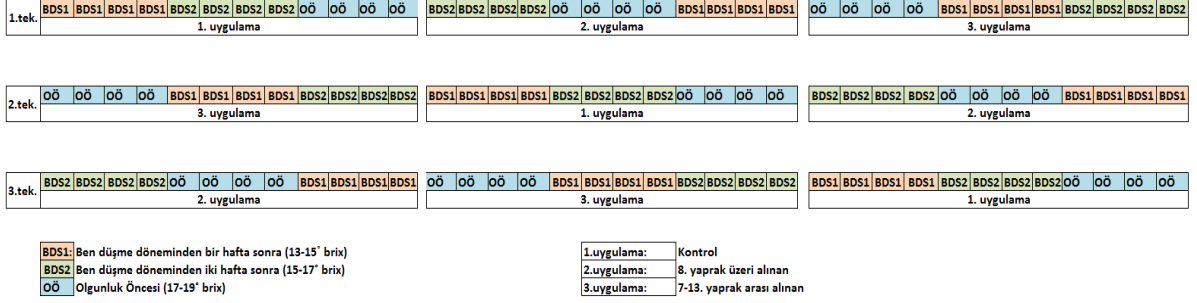 1.tek. BDS1 BDS1 BDS1 BDS1 BDS2 BDS2 BDS2 BDS2 OÖ OÖ OÖ OÖ BDS2 BDS2 BDS2 BDS2 OÖ OÖ OÖ OÖ BDS1 BDS1 BDS1 BDS1 OÖ OÖ OÖ OÖ BDS1 BDS1 BDS1 BDS1 BDS2 BDS2 BDS2 BDS2
1. uygulama 2. uygulama 3. uygulama
2.tek. OÖ OÖ OÖ OÖ BDS1 BDS1 BDS1 BDS1 BDS2 BDS2 BDS2 BDS2 BDS1 BDS1 BDS1 BDS1 BDS2 BDS2 BDS2 BDS2 OÖ OÖ OÖ OÖ BDS2 BDS2 BDS2 BDS2 OÖ OÖ OÖ OÖ BDS1 BDS1 BDS1 BDS1
3. uygulama 1. uygulama 2. uygulama
3.tek. BDS2 BDS2 BDS2 BDS2 OÖ OÖ OÖ OÖ BDS1 BDS1 BDS1 BDS1 OÖ OÖ OÖ OÖ BDS1 BDS1 BDS1 BDS1 BDS2 BDS2 BDS2 BDS2 BDS1 BDS1 BDS1 BDS1 BDS2 BDS2 BDS2 BDS2 OÖ OÖ OÖ OÖ
2. uygulama 3. uygulama 1. uygulama
BDS1: Ben düşme döneminden bir hafta sonra (13-15° brix) 1.uygulama: Kontrol
BDS2 Ben düşme döneminden iki hafta sonra (15-17° brix) 2.uygulama: 8. yaprak üzeri alınan
OÖ Olgunluk Öncesi (17-19° brix) 3.uygulama: 7-13. yaprak arası alınan